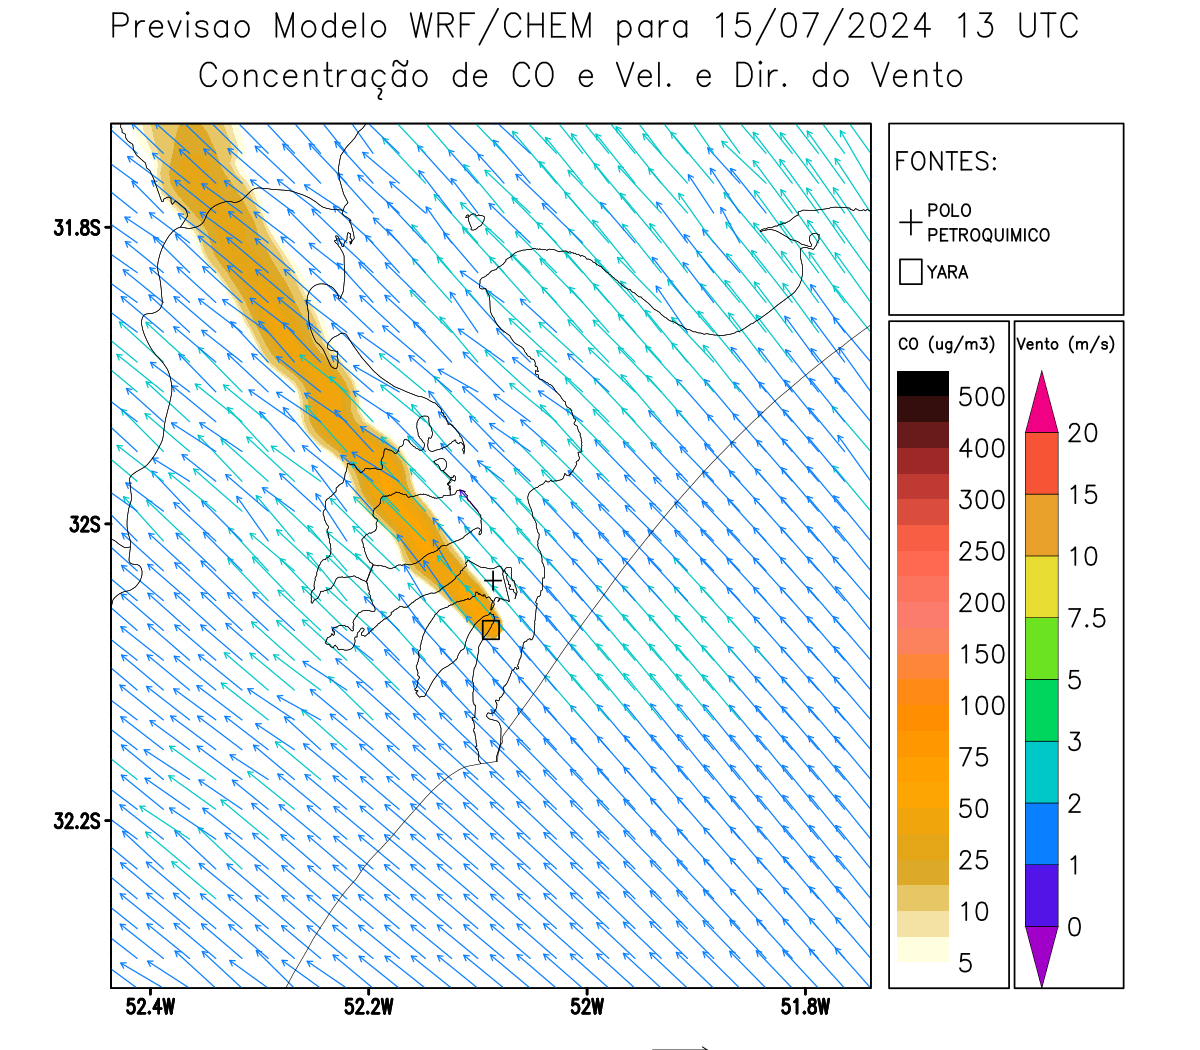 Previsao Modelo WRF/CHEM para 15/07/2024 13 UTC
Concentração de CO e Vel. e Dir. do Vento
FONTES:
POLO
PETROQUIMICO
YARA
CO (ug/m3)
500
400
300
250
200
150
100
75
50
25
10
5
Vento (m/s)
20
15
10
7.5
5
3
2
1
0
31.8S
32S
32.2S
52.4W
52.2W
52W
51.8W